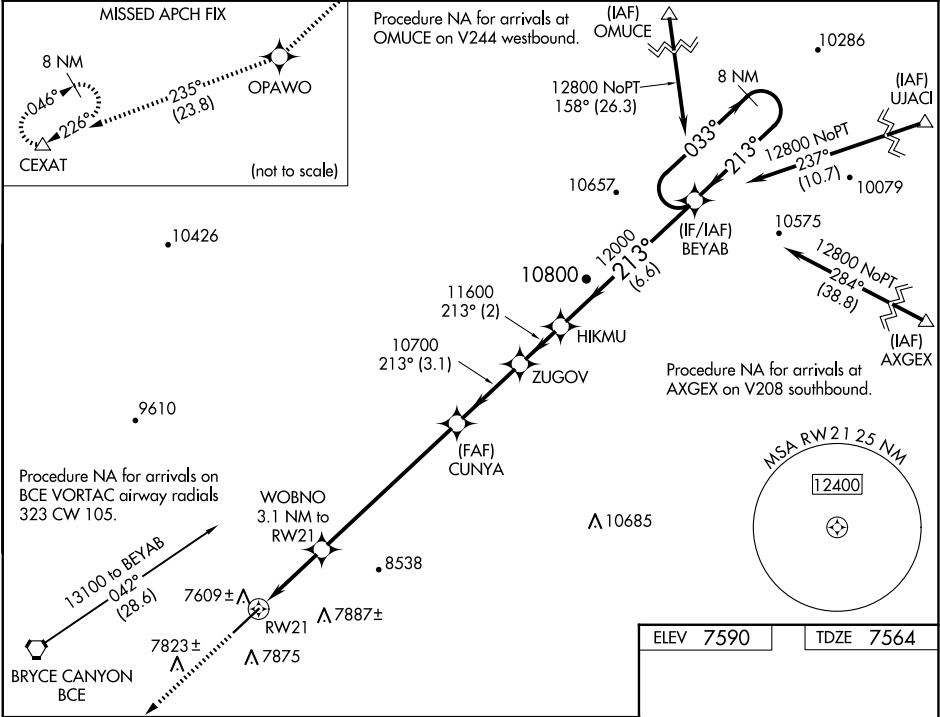 MISSED APCH FIX
8 NM
046°
226°
235°
(23.8)
OPAWO
CEXAT
(not to scale)
Procedure NA for arrivals at
OMUCE on V244 westbound.
(IAF)
OMUCE
12800 NoPT
158° (26.3)
8 NM
10286
(IAF)
UJACI
12800 NoPT
237°
(10.7)
033°
213°
10079
10657
(IF/IAF)
BEYAB
10575
12800 NoPT
284°
(38.8)
(IAF)
AXGEX
10426
12000
213°
(6.6)
10800
11600
213° (2)
HIKMU
10700
213° (3.1)
ZUGOV
Procedure NA for arrivals at
AXGEX on V208 southbound.
9610
(FAF)
CUNYA
MSA RW21 25 NM
12400
Procedure NA for arrivals on
BCE VORTAC airway radials
323 CW 105.
WOBNO
3.1 NM to
RW21
10685
8538
13100 to BEYAB
042°
(28.6)
7609±
RW21
7887±
7823±
7875
BRYCE CANYON
BCE
ELEV 7590
TDZE 7564